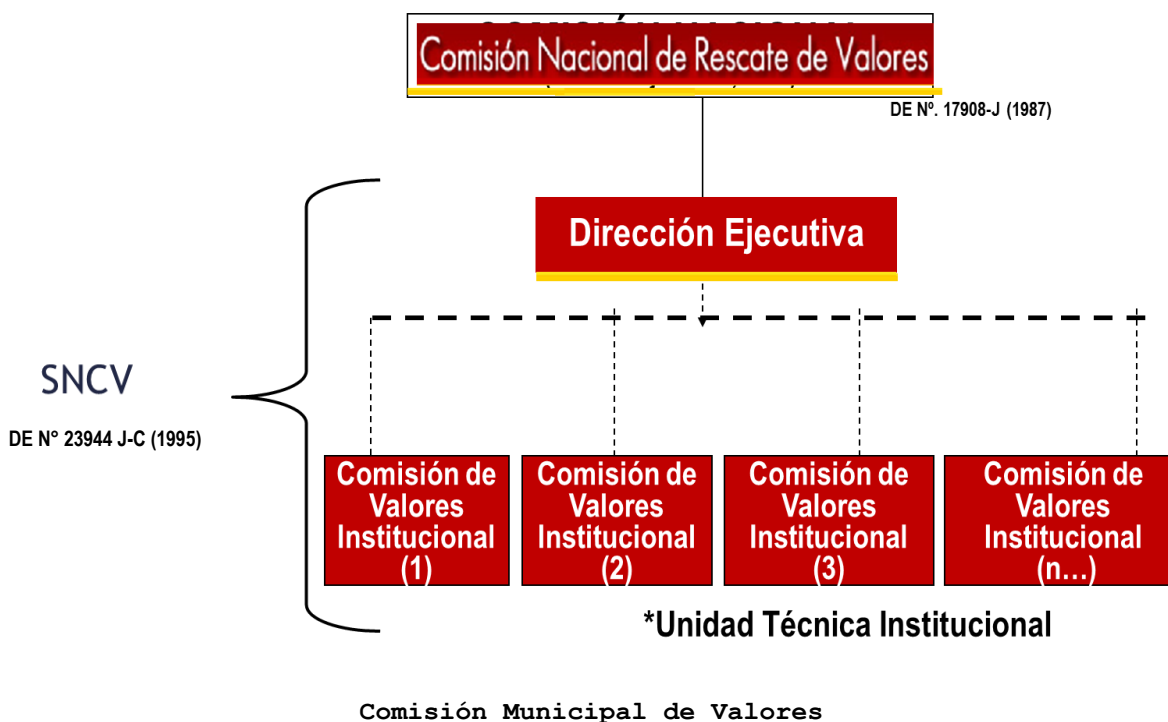 Comisión Nacional de Rescate de Valores
DE Nº. 17908-J (1987)
Dirección Ejecutiva
SNCV
DE N° 23944 J-C (1995)
Comisión de
Valores
Institucional
(1)
Comisión de
Valores
Institucional
(2)
Comisión de
Valores
Institucional
(3)
Comisión de
Valores
Institucional
(n...)
*Unidad Técnica Institucional
Comisión Municipal de Valores